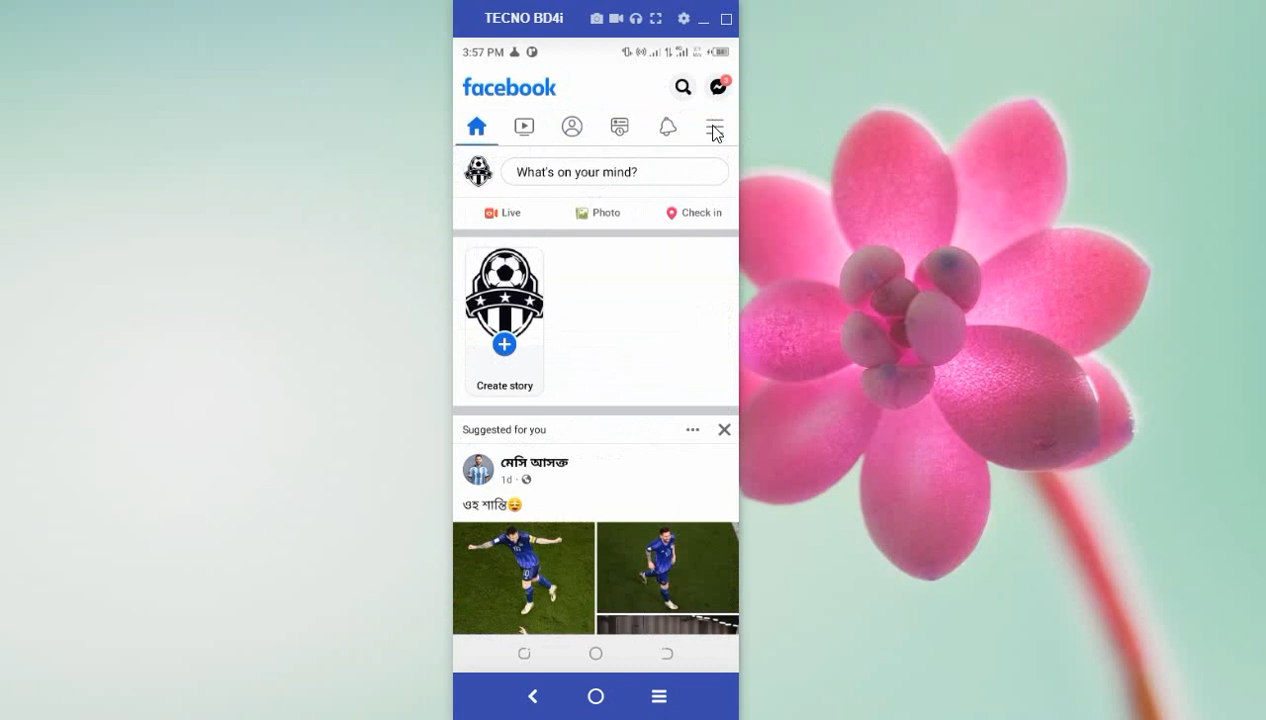 TECNO BD4i
3:57 PM
facebook
3
What's on your mind?
Live
Photo
Check in
Create story
Suggested for you
মেসি আসক্ত
1d
ওহ শান্তি😌